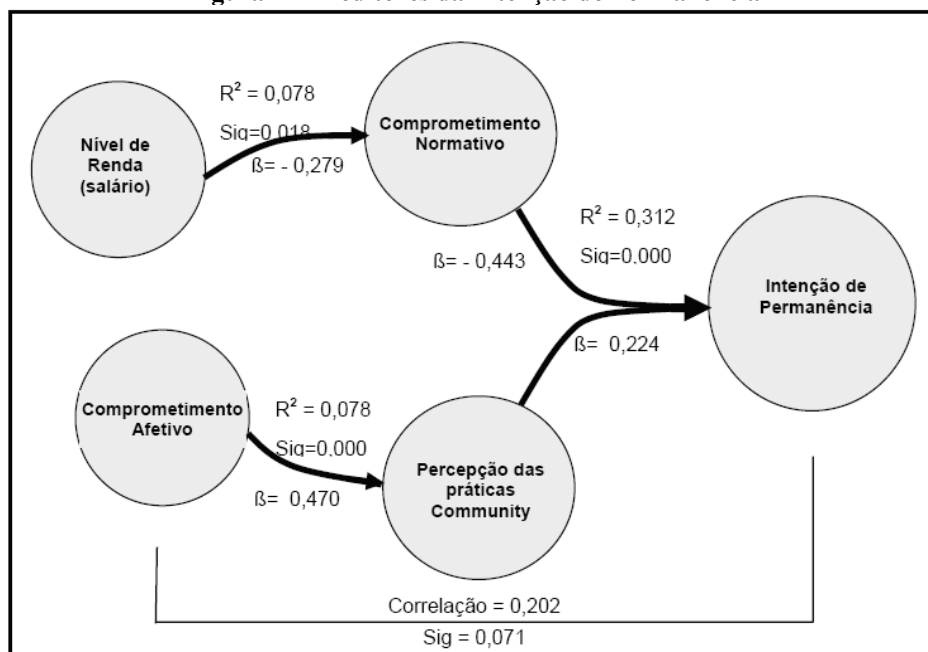 R² = 0,078
Sig=0.018
ß= - 0,279
Nível de
Renda
(salário)
Comprometimento
Normativo
R² = 0,312
Sig=0.000
ß= - 0,443
Intenção de
Permanência
ß= 0,224
Comprometimento
Afetivo
R² = 0,078
Sig=0.000
ß= 0,470
Percepção das
práticas
Community
Correlação = 0,202
Sig = 0,071